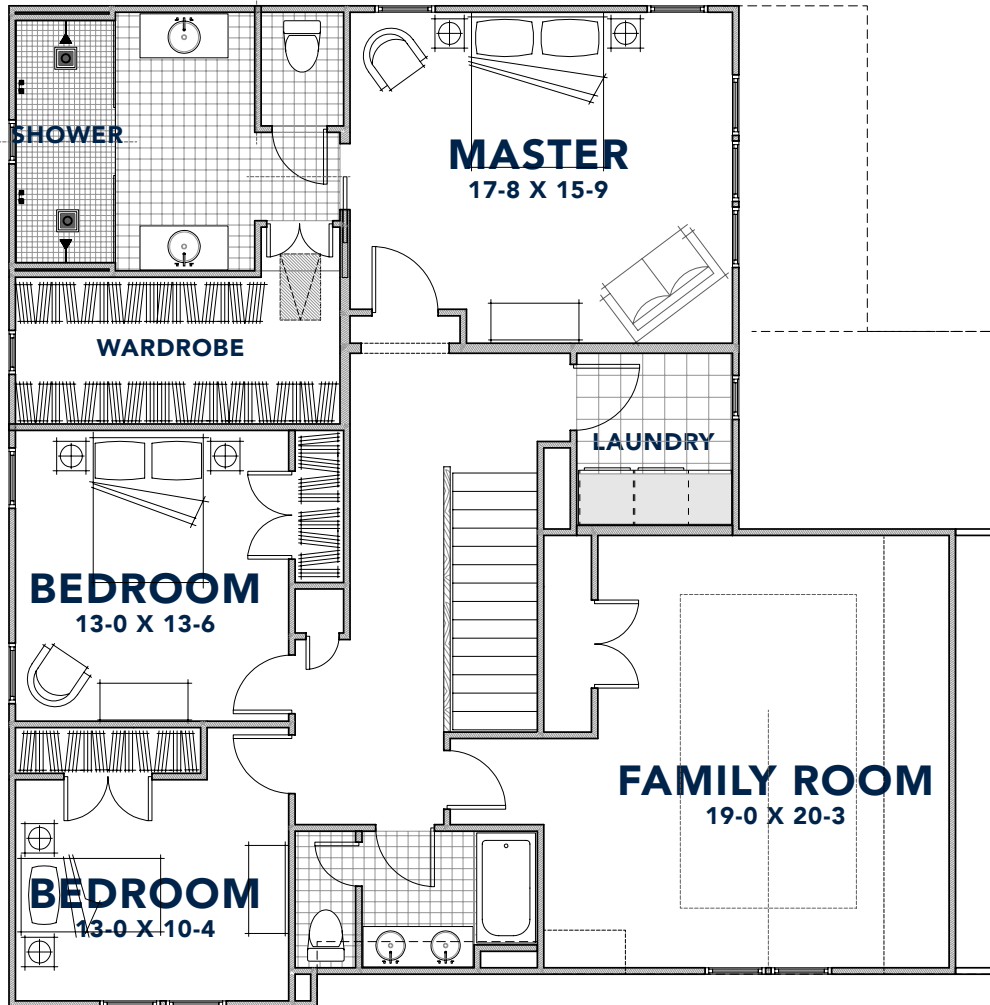 SHOWER
MASTER
17-8 X 15-9
WARDROBE
LAUNDRY
BEDROOM
13-0 X 13-6
FAMILY ROOM
19-0 X 20-3
BEDROOM
13-0 X 10-4